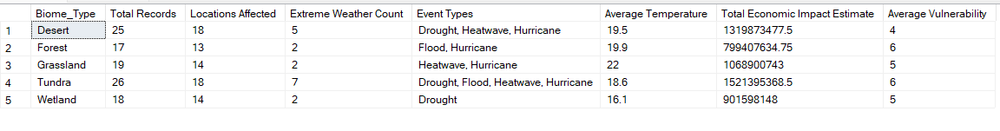 Biome_Type Total Records Locations Affected Extreme Weather Count Event Types Average Temperature Total Economic Impact Estimate Average Vulnerability
1 Desert 25 18 5 Drought, Heatwave, Hurricane 19.5 1319873477.5 4
2 Forest 17 13 2 Flood, Hurricane 19.9 799407634.75 6
3 Grassland 19 14 2 Heatwave, Hurricane 22 1068900743 5
4 Tundra 26 18 7 Drought, Flood, Heatwave, Hurricane 18.6 1521395368.5 6
5 Wetland 18 14 2 Drought 16.1 901598148 5